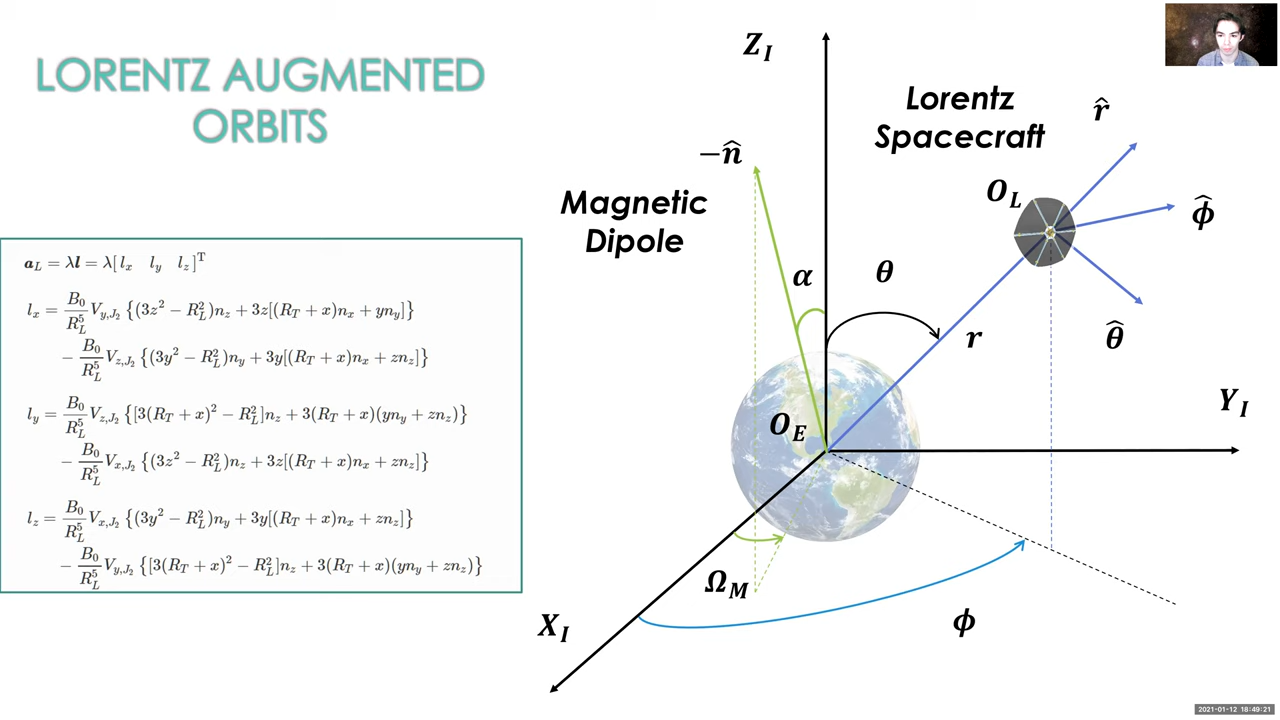 LORENTZ AUGMENTED
ORBITS
a_L = λl = λ[ l_x l_y l_z ]^T
l_x = B_0/R_L^5 V_{y,J_2} {(3z^2 − R_L^2)n_z + 3z[(R_T + x)n_x + yn_y]}
− B_0/R_L^5 V_{z,J_2} {(3y^2 − R_L^2)n_y + 3y[(R_T + x)n_x + zn_z]}
l_y = B_0/R_L^5 V_{z,J_2} {[3(R_T + x)^2 − R_L^2]n_z + 3(R_T + x)(yn_y + zn_z)}
− B_0/R_L^5 V_{x,J_2} {(3z^2 − R_L^2)n_z + 3z[(R_T + x)n_x + zn_z]}
l_z = B_0/R_L^5 V_{x,J_2} {(3y^2 − R_L^2)n_y + 3y[(R_T + x)n_x + zn_z]}
− B_0/R_L^5 V_{y,J_2} {[3(R_T + x)^2 − R_L^2]n_z + 3(R_T + x)(yn_y + zn_z)}
Z_I
Lorentz
Spacecraft
r̂
−n̂
O_L
Magnetic
Dipole
ϕ̂
α
θ
r
θ̂
Y_I
O_E
Ω_M
X_I
ϕ
2021-01-12 18:49:21